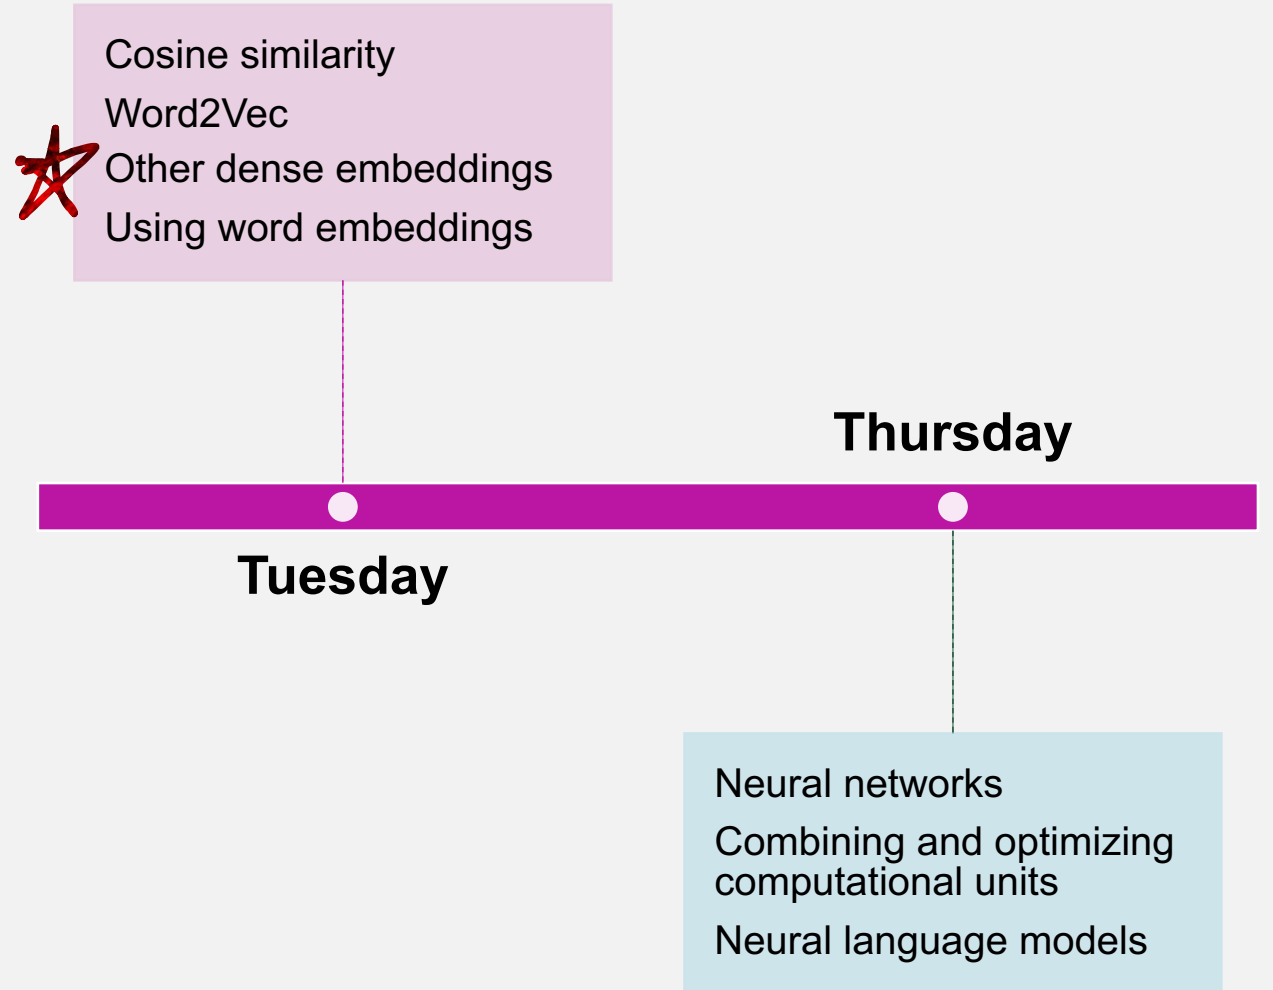 Cosine similarity
Word2Vec
Other dense embeddings
Using word embeddings
Thursday
Tuesday
Neural networks
Combining and optimizing
computational units
Neural language models